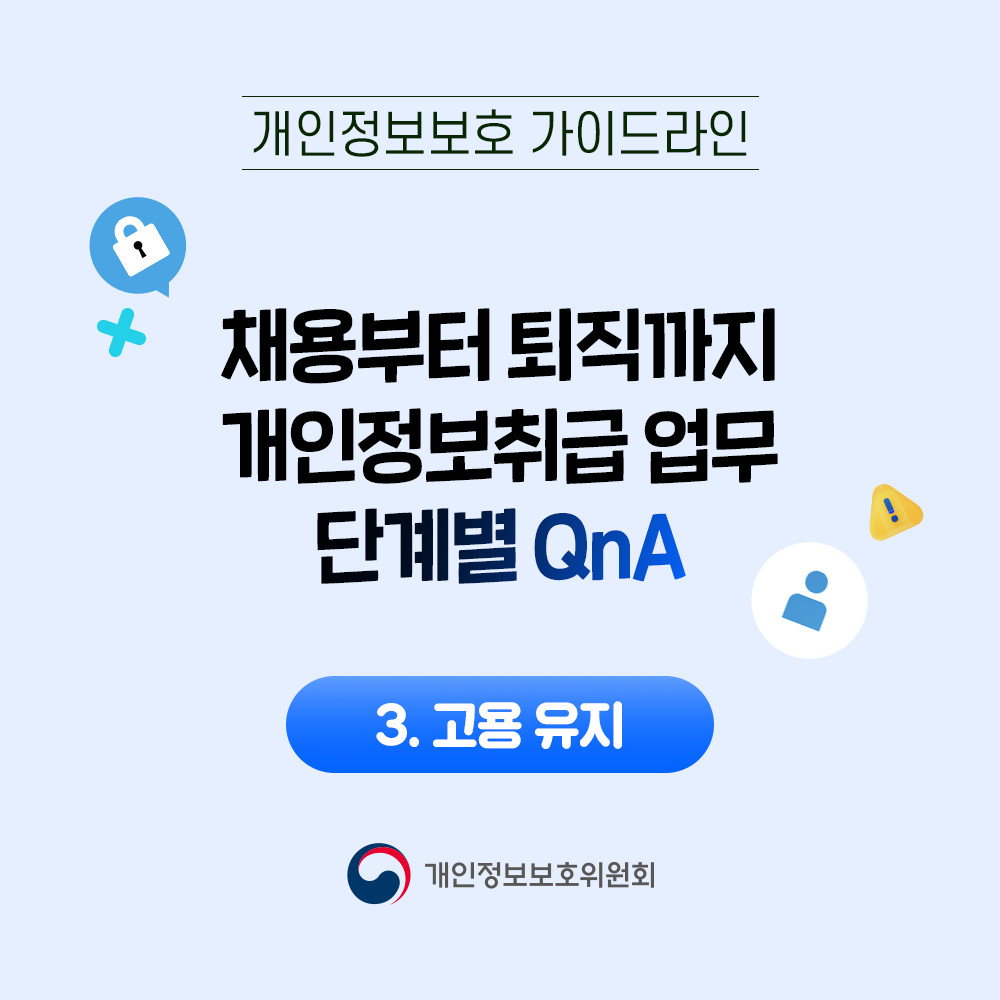 개인정보보호 가이드라인
채용부터 퇴직까지
개인정보취급 업무
단계별 QnA
3. 고용 유지
개인정보보호위원회